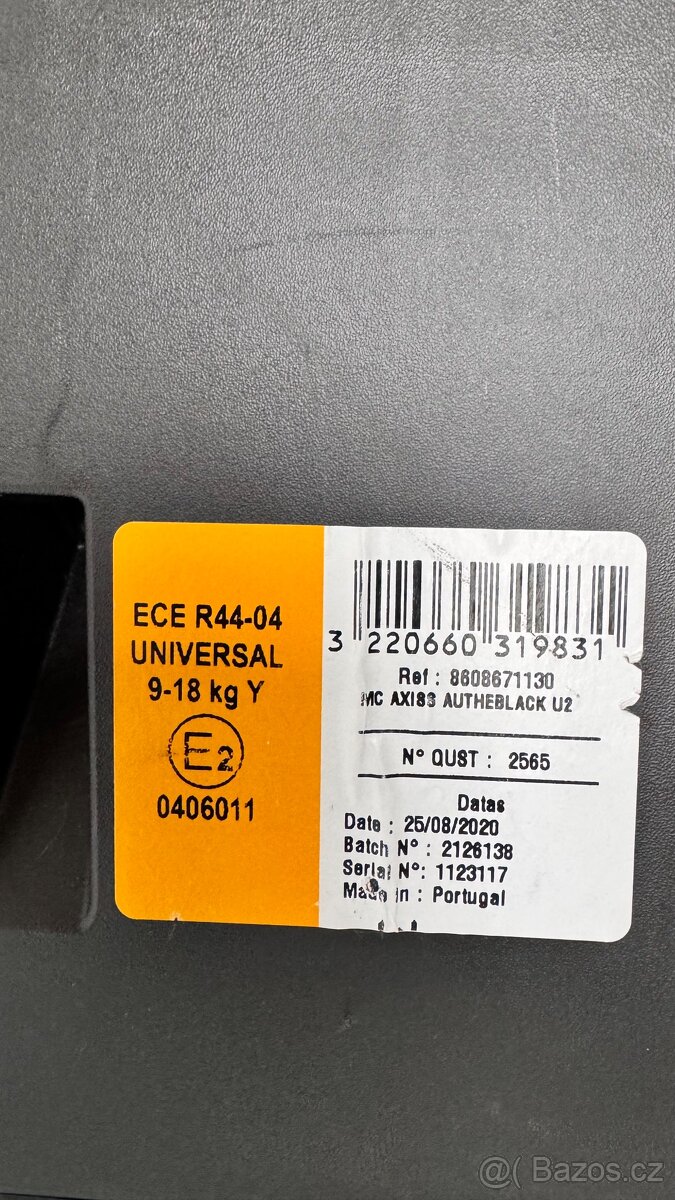 ECE R44-04
UNIVERSAL
9-18 kg Y
E2
0406011
3 220660 319831
Ref : 8608671130
MC AXISS AUTHEBLACK U2
N° QUST : 2565
Datas
Date : 25/08/2020
Batch N° : 2126138
Serial N°: 1123117
Made In : Portugal
@ Bazos.cz